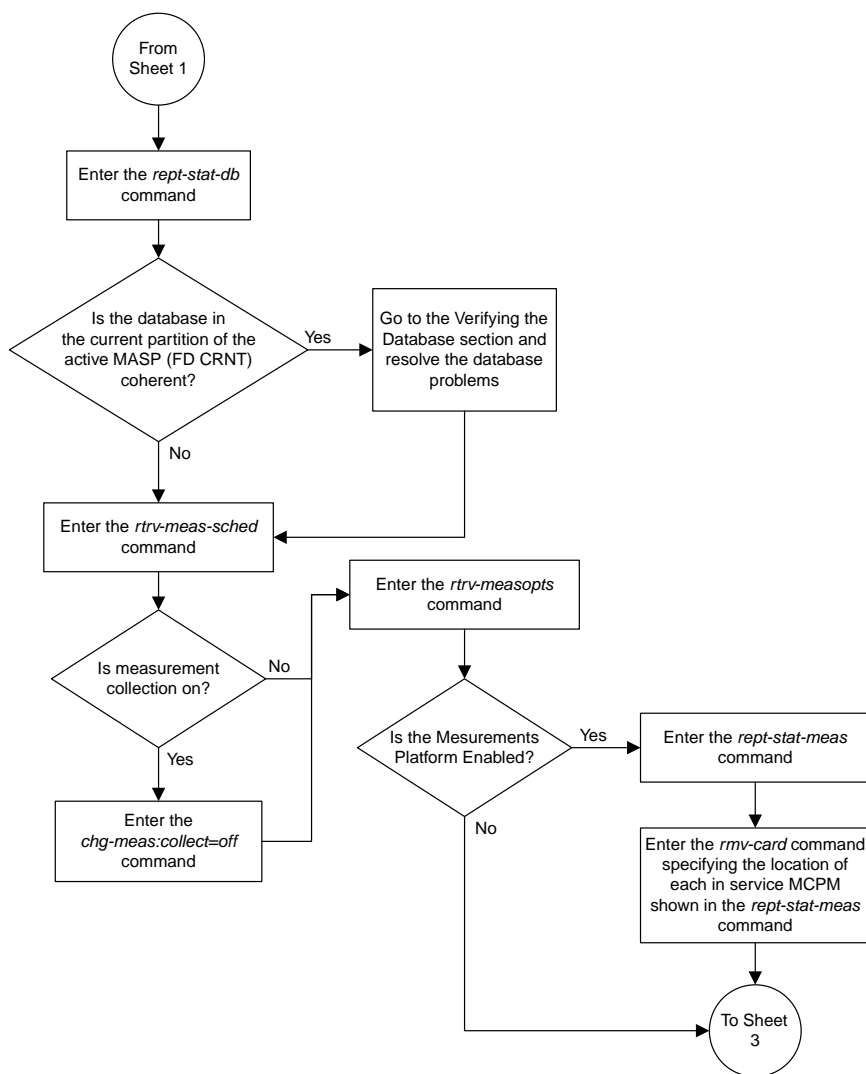 From
Sheet 1
Enter the rept-stat-db
command
Is the database in
the current partition of the
active MASP (FD CRNT)
coherent?
Yes
Go to the Verifying the
Database section and
resolve the database
problems
No
Enter the rtrv-meas-sched
command
Is measurement
collection on?
No
Yes
Enter the
chg-meas:collect=off
command
Enter the rtrv-measopts
command
Is the Mesurements
Platform Enabled?
Yes
No
Enter the rept-stat-meas
command
Enter the rmv-card command
specifying the location of
each in service MCPM
shown in the rept-stat-meas
command
To Sheet
3